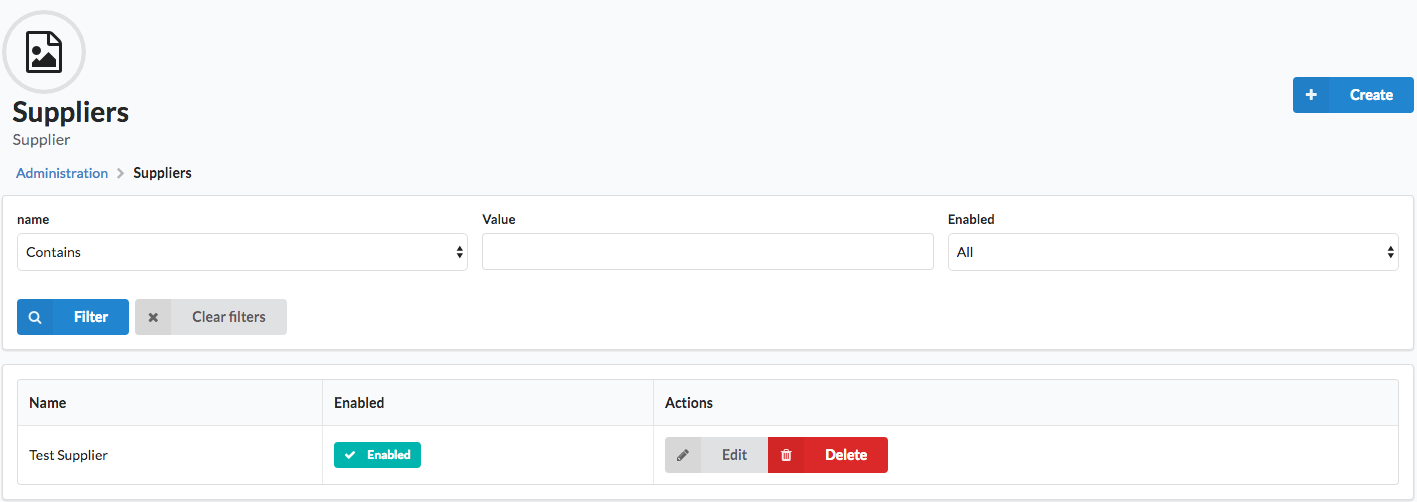 Suppliers
Supplier
Create
Administration Suppliers
name Value Enabled
Contains All
Filter Clear filters
Name Enabled Actions
Test Supplier Enabled Edit Delete